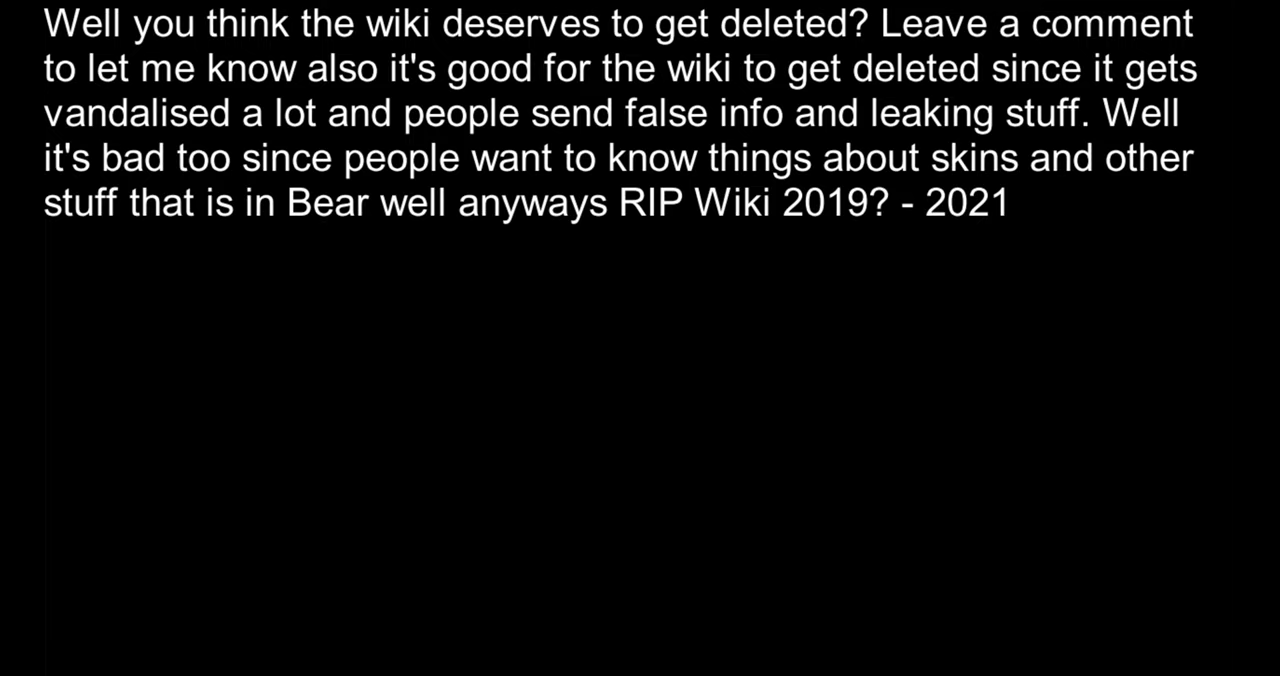 Well you think the wiki deserves to get deleted? Leave a comment
to let me know also it's good for the wiki to get deleted since it gets
vandalised a lot and people send false info and leaking stuff. Well
it's bad too since people want to know things about skins and other
stuff that is in Bear well anyways RIP Wiki 2019? - 2021